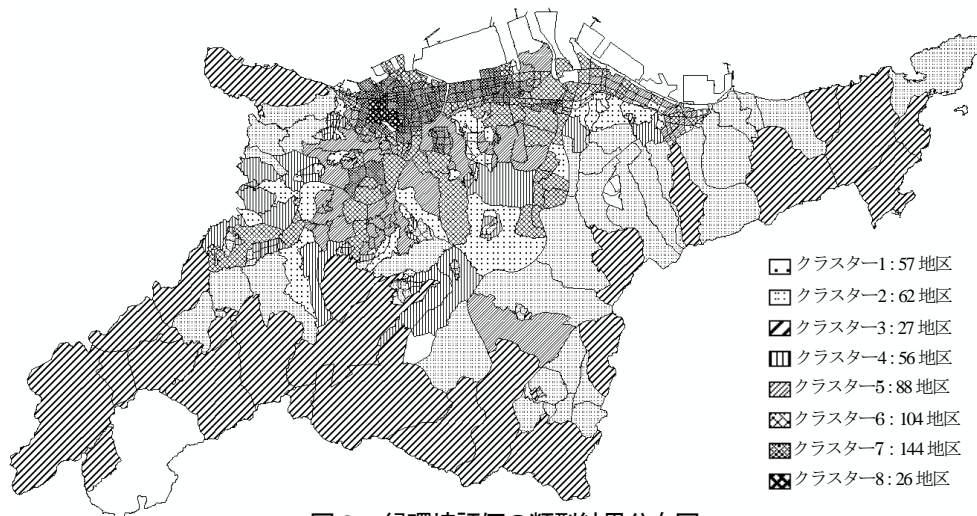 クラスター1 : 57 地区
クラスター2 : 62 地区
クラスター3 : 27 地区
クラスター4 : 56 地区
クラスター5 : 88 地区
クラスター6 : 104 地区
クラスター7 : 144 地区
クラスター8 : 26 地区